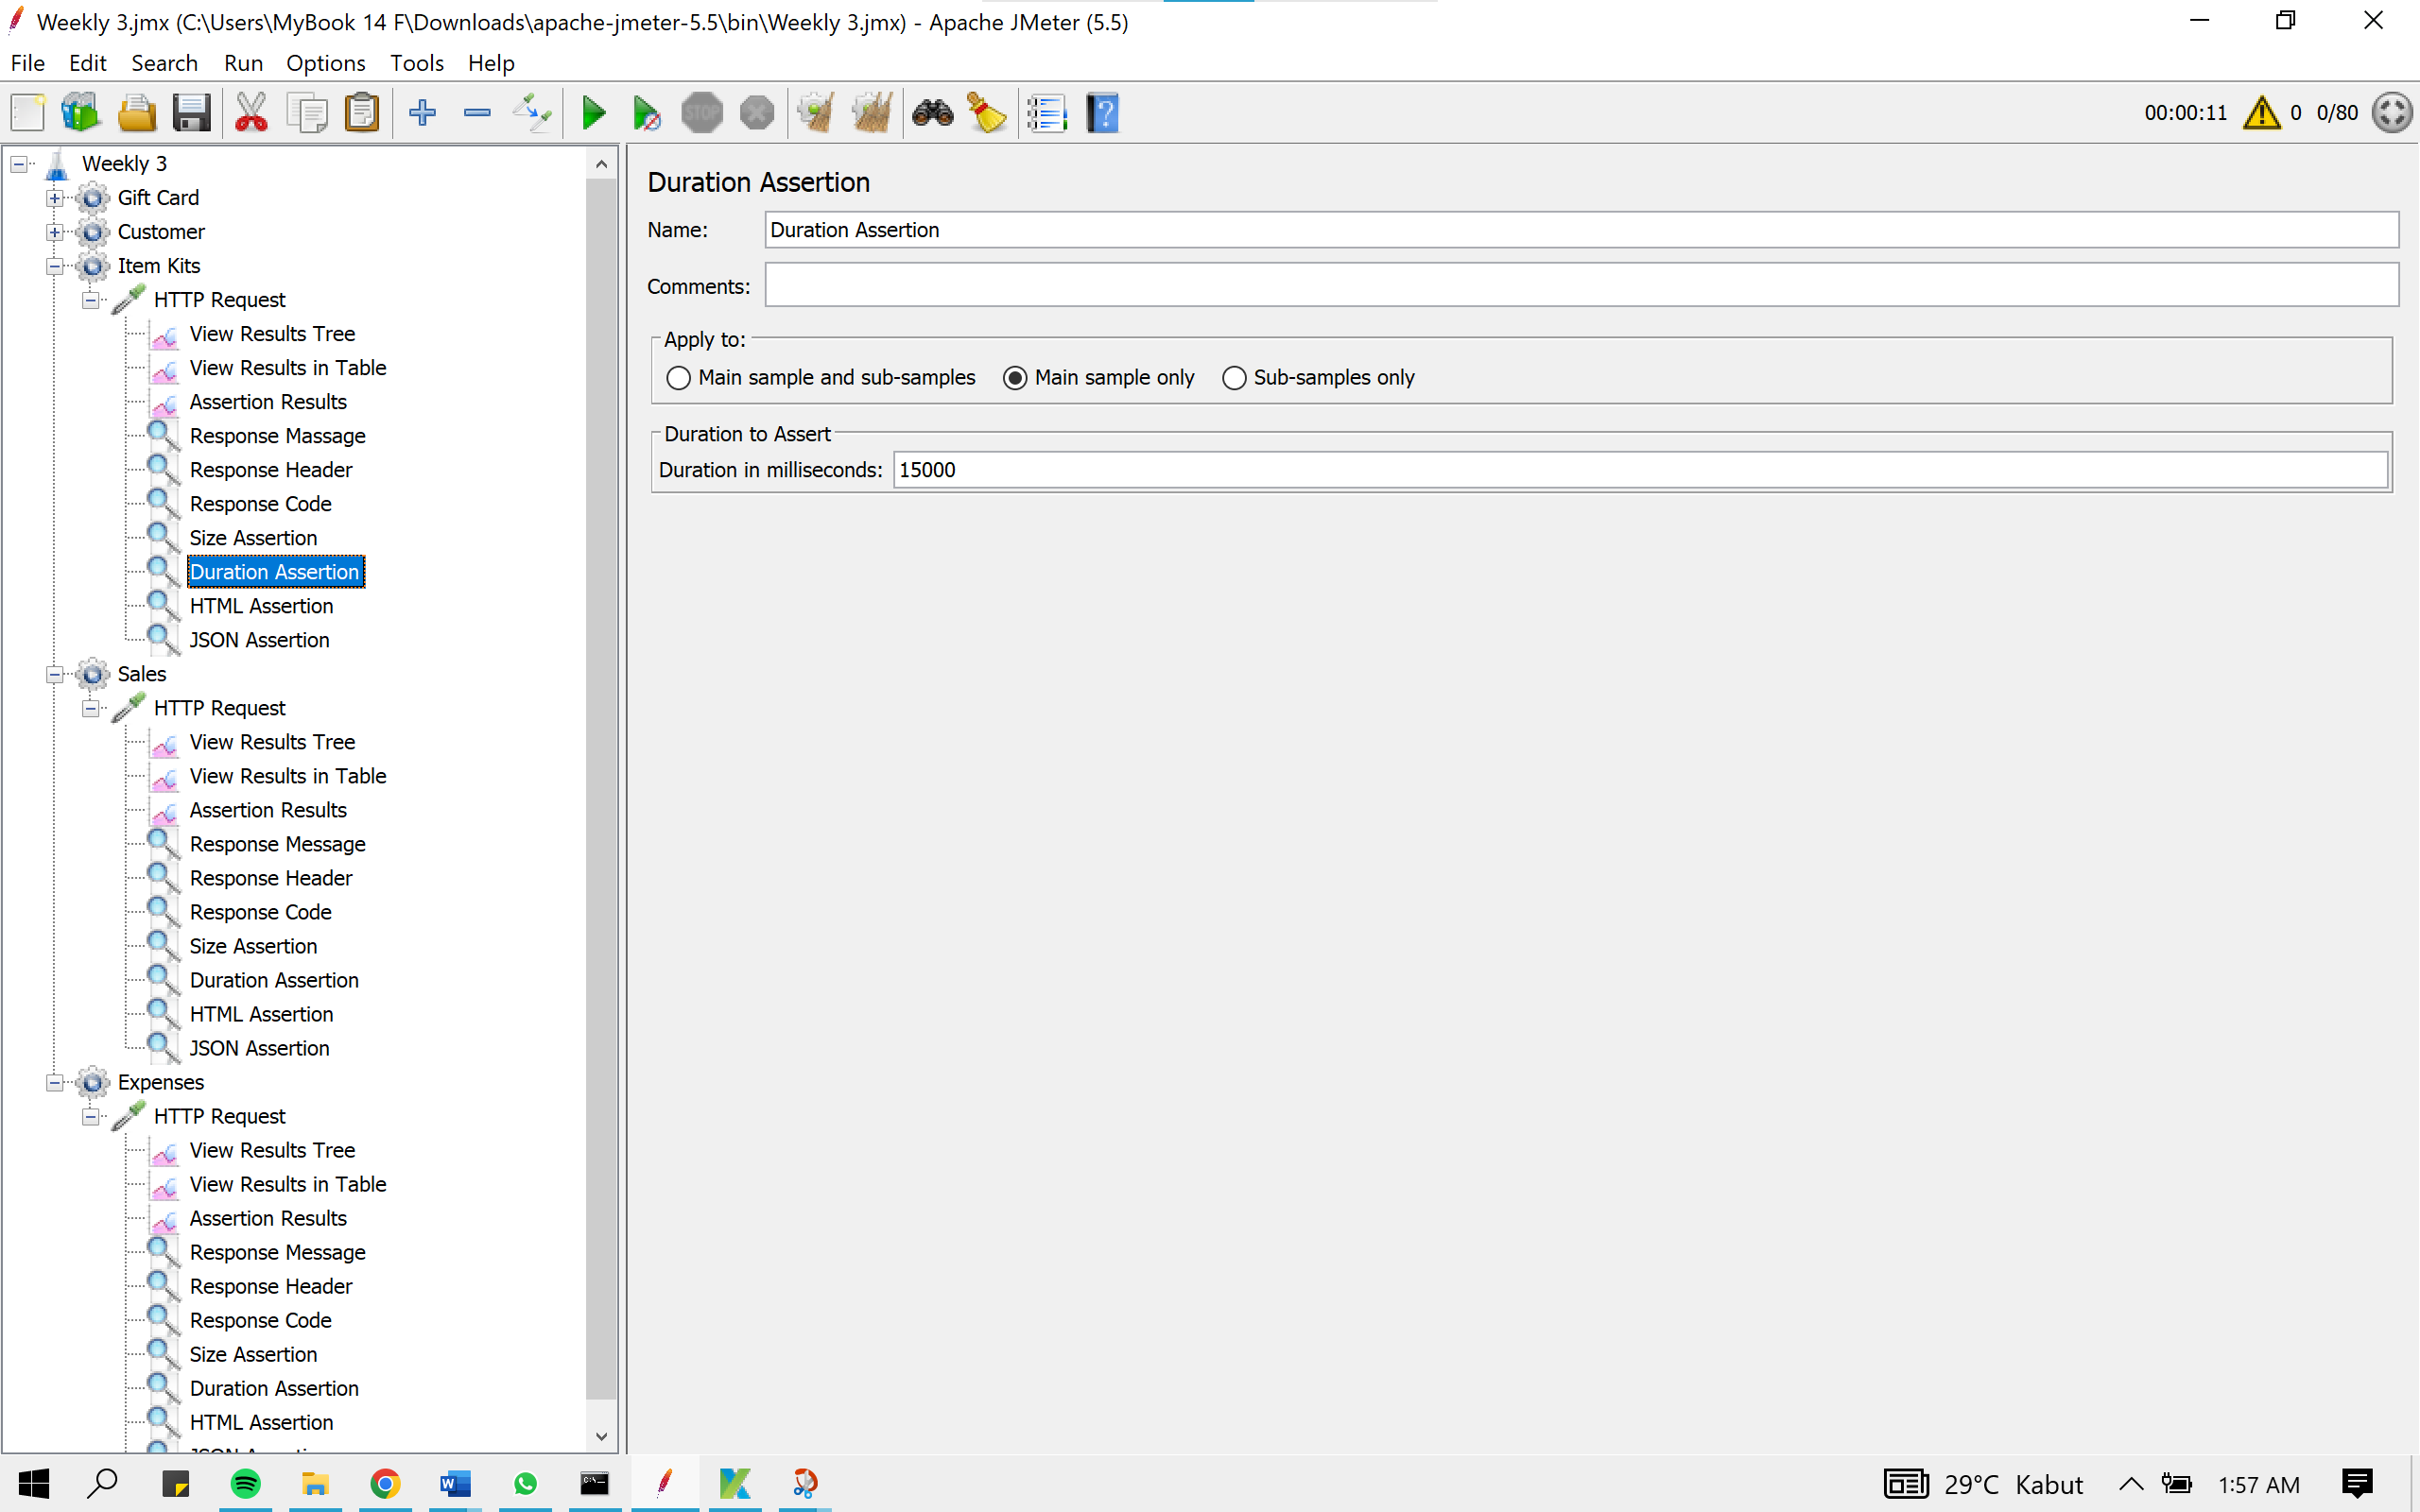 Weekly 3.jmx (C:\Users\MyBook 14 F\Downloads\apache-jmeter-5.5\bin\Weekly 3.jmx) - Apache JMeter (5.5)
File Edit Search Run Options Tools Help
STOP 00:00:11 0 0/80
Weekly 3
Gift Card
Customer
Item Kits
HTTP Request
View Results Tree
View Results in Table
Assertion Results
Response Massage
Response Header
Response Code
Size Assertion
Duration Assertion
HTML Assertion
JSON Assertion
Sales
HTTP Request
View Results Tree
View Results in Table
Assertion Results
Response Message
Response Header
Response Code
Size Assertion
Duration Assertion
HTML Assertion
JSON Assertion
Expenses
HTTP Request
View Results Tree
View Results in Table
Assertion Results
Response Message
Response Header
Response Code
Size Assertion
Duration Assertion
HTML Assertion
Duration Assertion
Name: Duration Assertion
Comments:
Apply to:
Main sample and sub-samples Main sample only Sub-samples only
Duration to Assert
Duration in milliseconds: 15000
29°C Kabut 1:57 AM